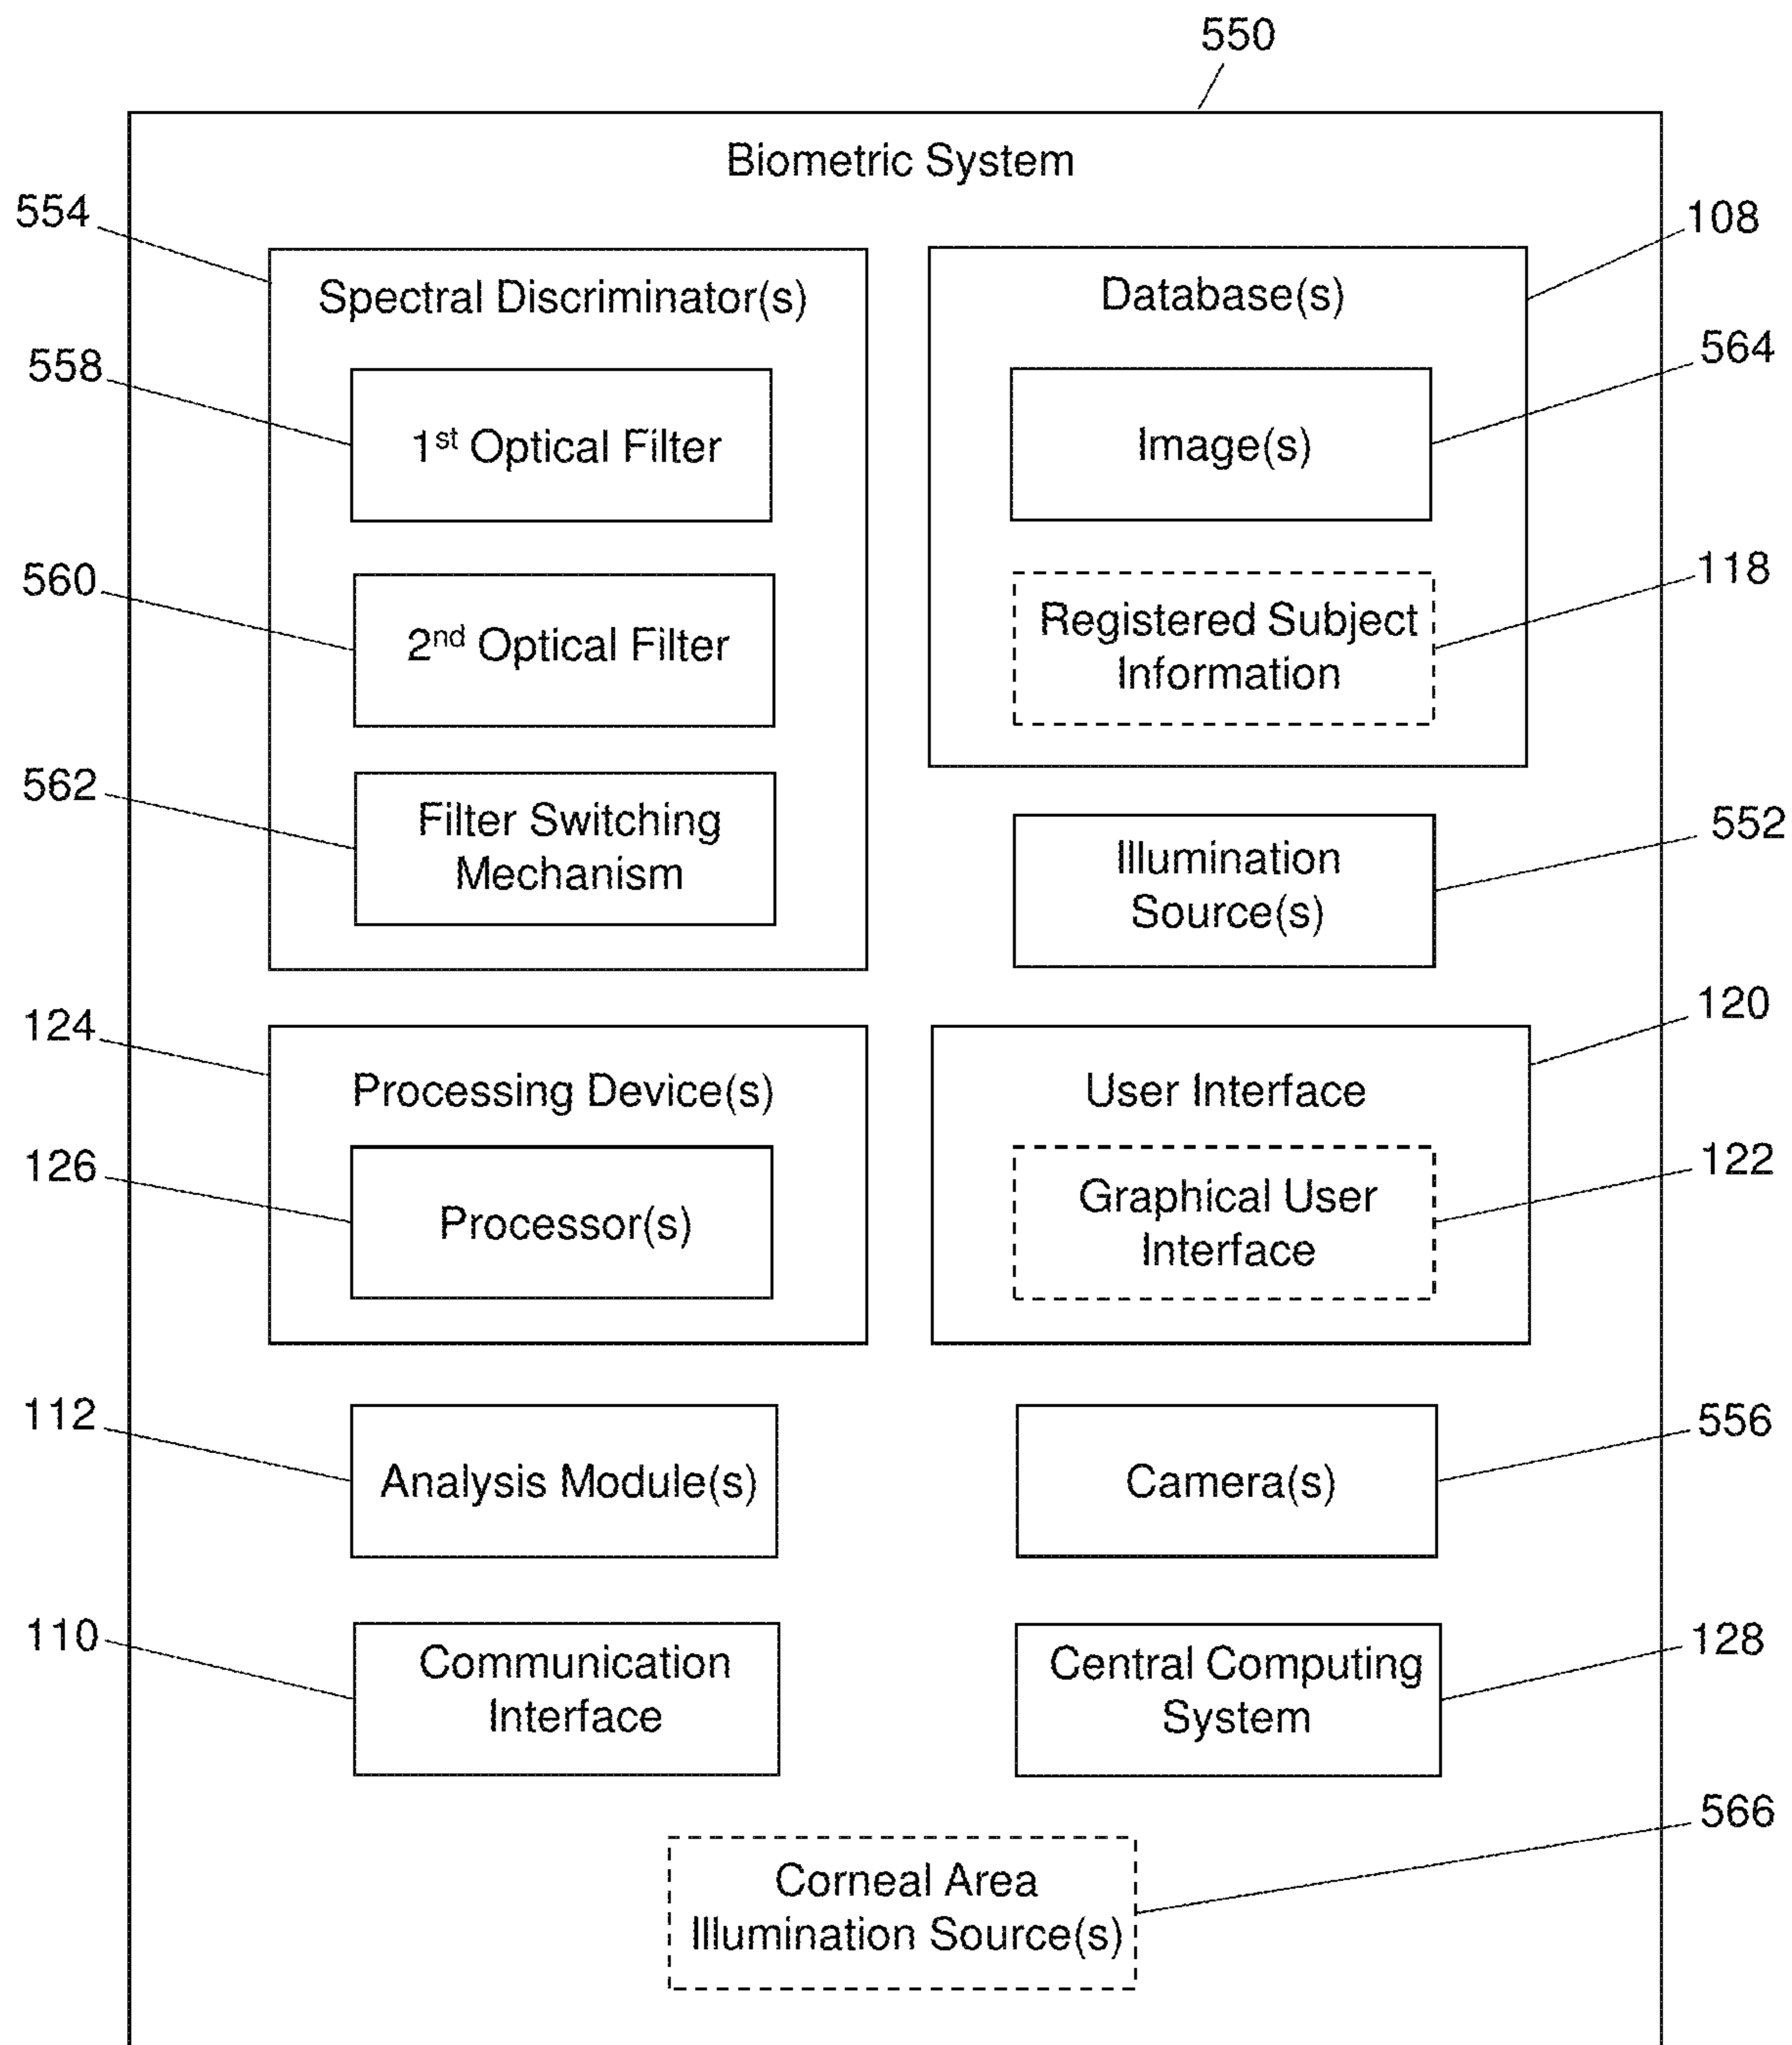 550
Biometric System
554
Spectral Discriminator(s)
558
1st Optical Filter
560
2nd Optical Filter
562
Filter Switching
Mechanism
108
Database(s)
564
Image(s)
118
Registered Subject
Information
552
Illumination
Source(s)
124
Processing Device(s)
126
Processor(s)
120
User Interface
122
Graphical User
Interface
112
Analysis Module(s)
556
Camera(s)
110
Communication
Interface
128
Central Computing
System
566
Corneal Area
Illumination Source(s)